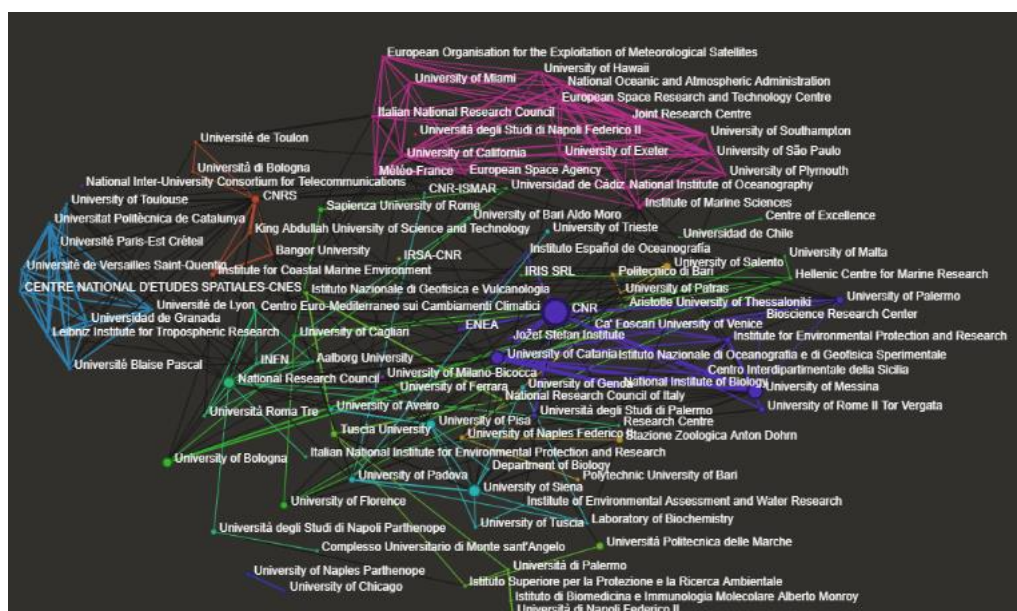 European Organisation for the Exploitation of Meteorological Satellites
University of Hawaii
University of Miami
National Oceanic and Atmospheric Administration
European Space Research and Technology Centre
Italian National Research Council
Joint Research Centre
Università degli Studi di Napoli Federico II
University of Southampton
Université de Toulon
University of California
University of Exeter
University of São Paulo
Università di Bologna
Météo-France
European Space Agency
University of Plymouth
National Inter-University Consortium for Telecommunications
CNR-ISMAR
Universidad de Cádiz
National Institute of Oceanography
University of Toulouse
CNRS
Sapienza University of Rome
Institute of Marine Sciences
Universitat Politècnica de Catalunya
University of Bari Aldo Moro
Centre of Excellence
King Abdullah University of Science and Technology
University of Trieste
Universidad de Chile
Université Paris-Est Créteil
Bangor University
IRSA-CNR
Instituto Español de Oceanografía
University of Malta
Université de Versailles Saint-Quentin
Institute for Coastal Marine Environment
IRIS SRL
University of Salento
Politecnico di Bari
Hellenic Centre for Marine Research
CENTRE NATIONAL D'ETUDES SPATIALES-CNES
Istituto Nazionale di Geofisica e Vulcanologia
University of Patras
Université de Lyon
Centro Euro-Mediterraneo sui Cambiamenti Climatici
CNR
Aristotle University of Thessaloniki
University of Palermo
Universidad de Granada
Bioscience Research Center
Leibniz Institute for Tropospheric Research
University of Cagliari
ENEA
Jožef Stefan Institute
Ca' Foscari University of Venice
Institute for Environmental Protection and Research
Université Blaise Pascal
INFN
Aalborg University
University of Catania
Istituto Nazionale di Oceanografia e di Geofisica Sperimentale
National Research Council
University of Milano-Bicocca
Centro Interdipartimentale della Sicilia
University of Ferrara
University of Genoa
National Institute of Biology
University of Messina
National Research Council of Italy
Università Roma Tre
University of Aveiro
Università degli Studi di Palermo
University of Rome II Tor Vergata
Tuscia University
University of Pisa
Research Centre
University of Naples Federico II
Stazione Zoologica Anton Dohrn
University of Bologna
Italian National Institute for Environmental Protection and Research
University of Padova
Department of Biology
Polytechnic University of Bari
University of Siena
University of Florence
Institute of Environmental Assessment and Water Research
Università degli Studi di Napoli Parthenope
University of Tuscia
Laboratory of Biochemistry
Complesso Universitario di Monte sant'Angelo
Università Politecnica delle Marche
University of Naples Parthenope
Università di Palermo
University of Chicago
Istituto Superiore per la Protezione e la Ricerca Ambientale
Istituto di Biomedicina e Immunologia Molecolare Alberto Monroy
Università di Napoli Federico II